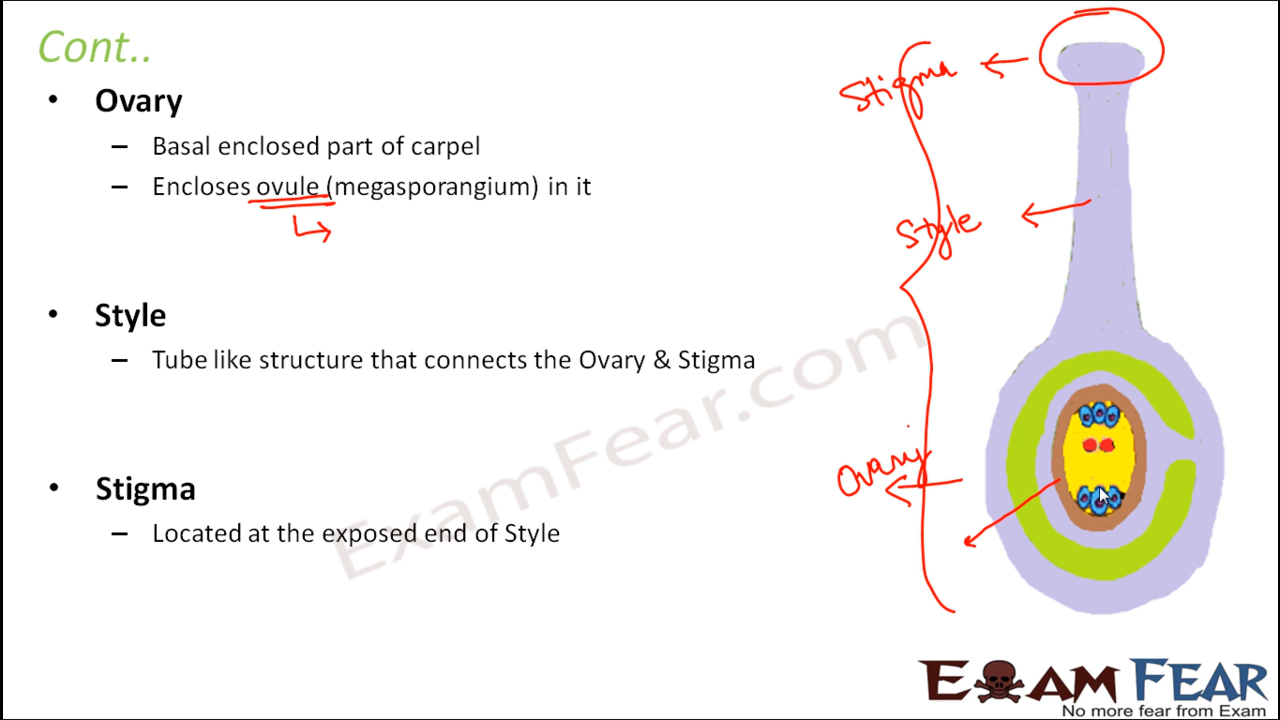 Cont..
• Ovary
– Basal enclosed part of carpel
– Encloses ovule (megasporangium) in it
• Style
– Tube like structure that connects the Ovary & Stigma
• Stigma
– Located at the exposed end of Style
Stigma
Style
Ovary
ExamFear.com
EXAM FEAR
No more fear from Exam